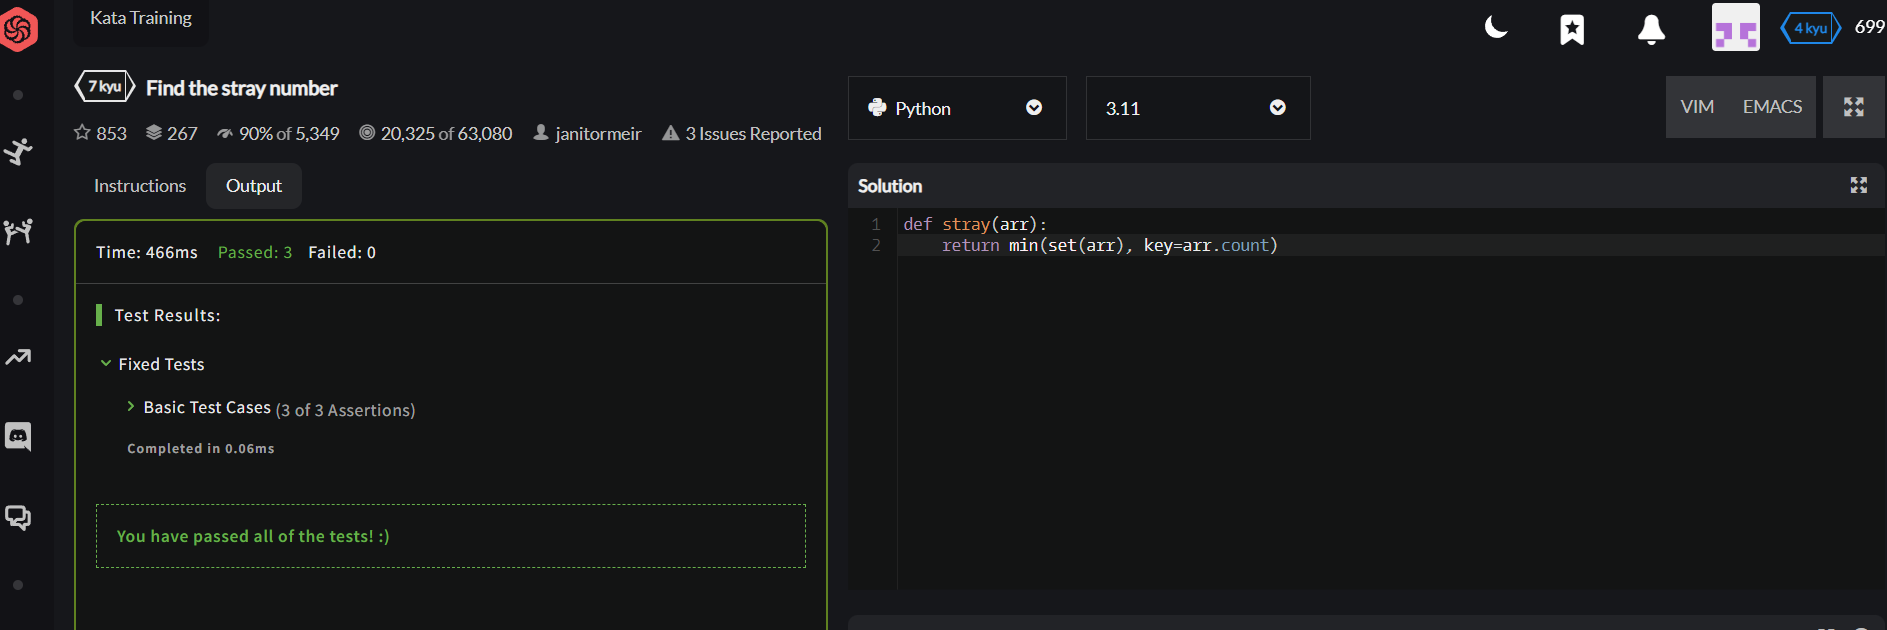 Kata Training
4 kyu
699
7 kyu
Find the stray number
853
267
90% of 5,349
20,325 of 63,080
janitormeir
3 Issues Reported
Python
3.11
VIM
EMACS
Instructions
Output
Solution
Time: 466ms
Passed: 3
Failed: 0
Test Results:
Fixed Tests
Basic Test Cases (3 of 3 Assertions)
Completed in 0.06ms
You have passed all of the tests! :)
1 def stray(arr):
2     return min(set(arr), key=arr.count)